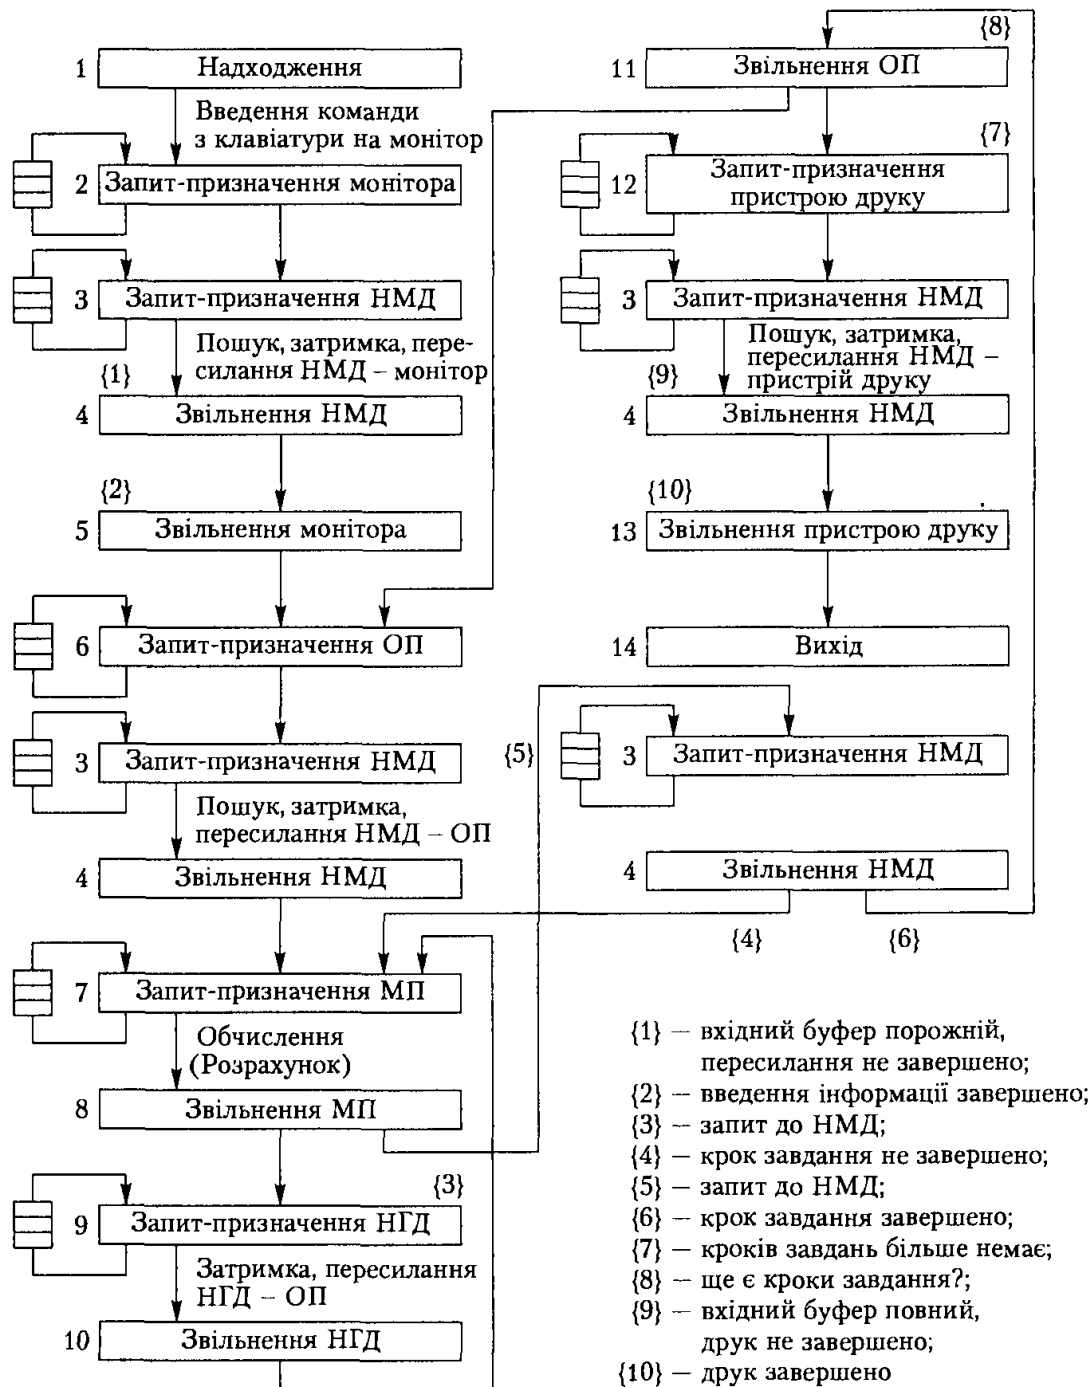 1 Надходження
Введення команди
з клавіатури на монітор
2 Запит-призначення монітора
3 Запит-призначення НМД
Пошук, затримка, пере-
силання НМД – монітор
{1}
4 Звільнення НМД
{2}
5 Звільнення монітора
6 Запит-призначення ОП
3 Запит-призначення НМД
Пошук, затримка,
пересилання НМД – ОП
4 Звільнення НМД
7 Запит-призначення МП
Обчислення
(Розрахунок)
8 Звільнення МП
{3}
9 Запит-призначення НГД
Затримка, пересилання
НГД – ОП
10 Звільнення НГД
{8}
11 Звільнення ОП
{7}
12 Запит-призначення
пристрою друку
3 Запит-призначення НМД
Пошук, затримка,
пересилання НМД –
пристрій друку
{9}
4 Звільнення НМД
{10}
13 Звільнення пристрою друку
14 Вихід
{5}
3 Запит-призначення НМД
4 Звільнення НМД
{4} {6}
{1} – вхідний буфер порожній,
пересилання не завершено;
{2} – введення інформації завершено;
{3} – запит до НМД;
{4} – крок завдання не завершено;
{5} – запит до НМД;
{6} – крок завдання завершено;
{7} – кроків завдань більше немає;
{8} – ще є кроки завдання?;
{9} – вхідний буфер повний,
друк не завершено;
{10} – друк завершено